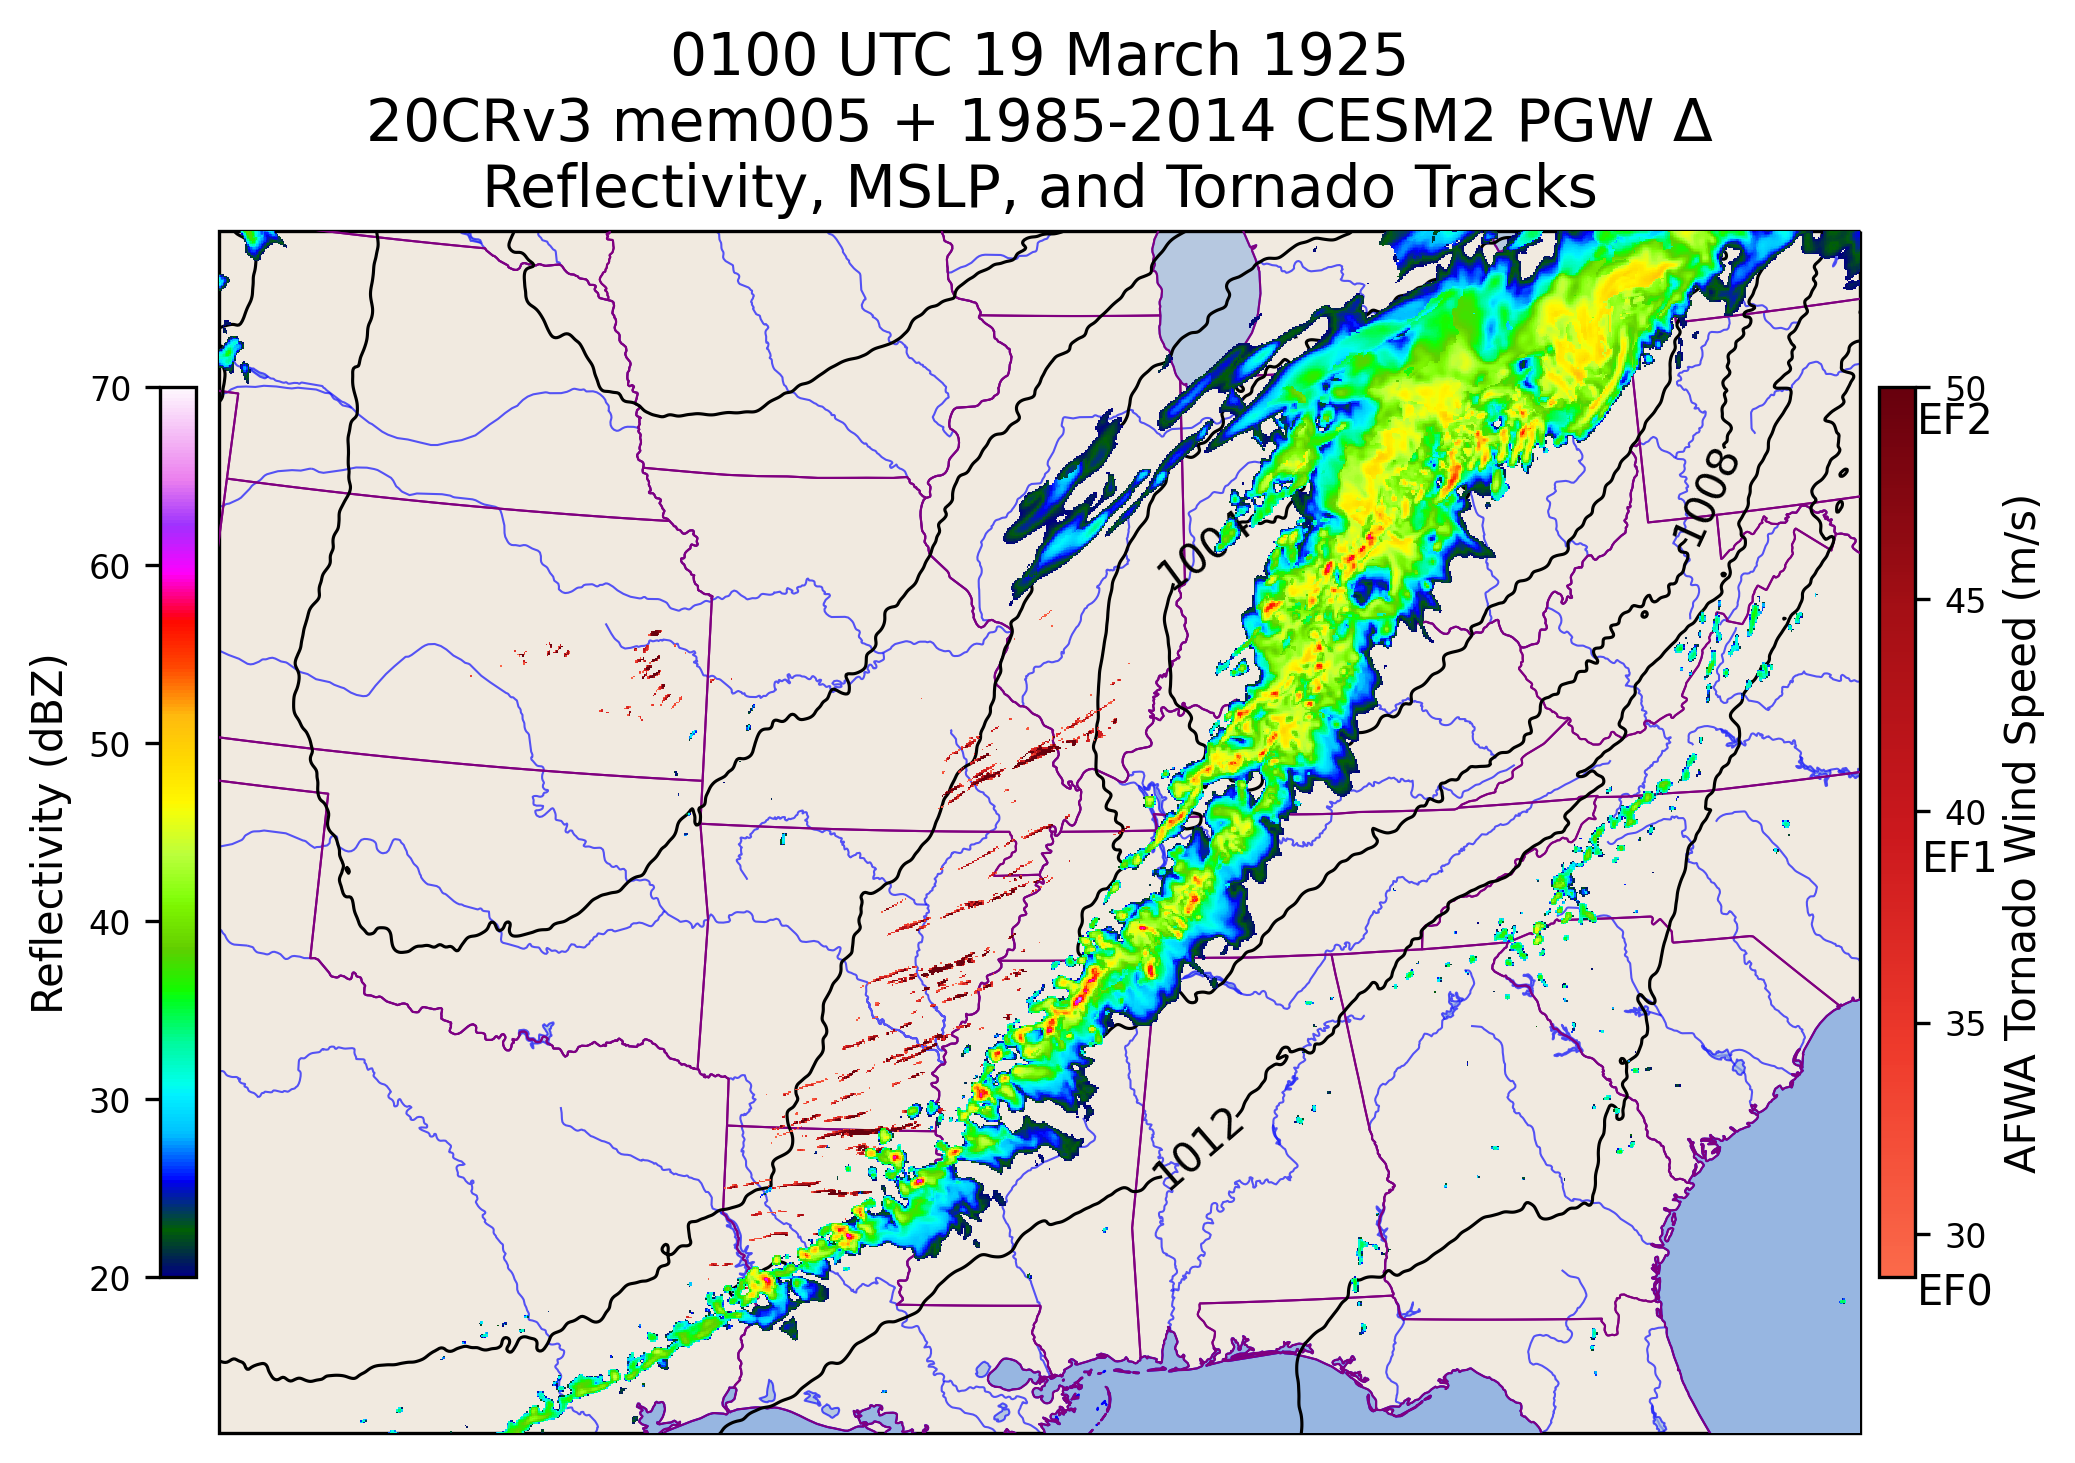 0100 UTC 19 March 1925
20CRv3 mem005 + 1985-2014 CESM2 PGW Δ
Reflectivity, MSLP, and Tornado Tracks
70
60
50
40
30
20
Reflectivity (dBZ)
1004
1008
1012
50
EF2
45
40
EF1
35
30
EF0
AFWA Tornado Wind Speed (m/s)